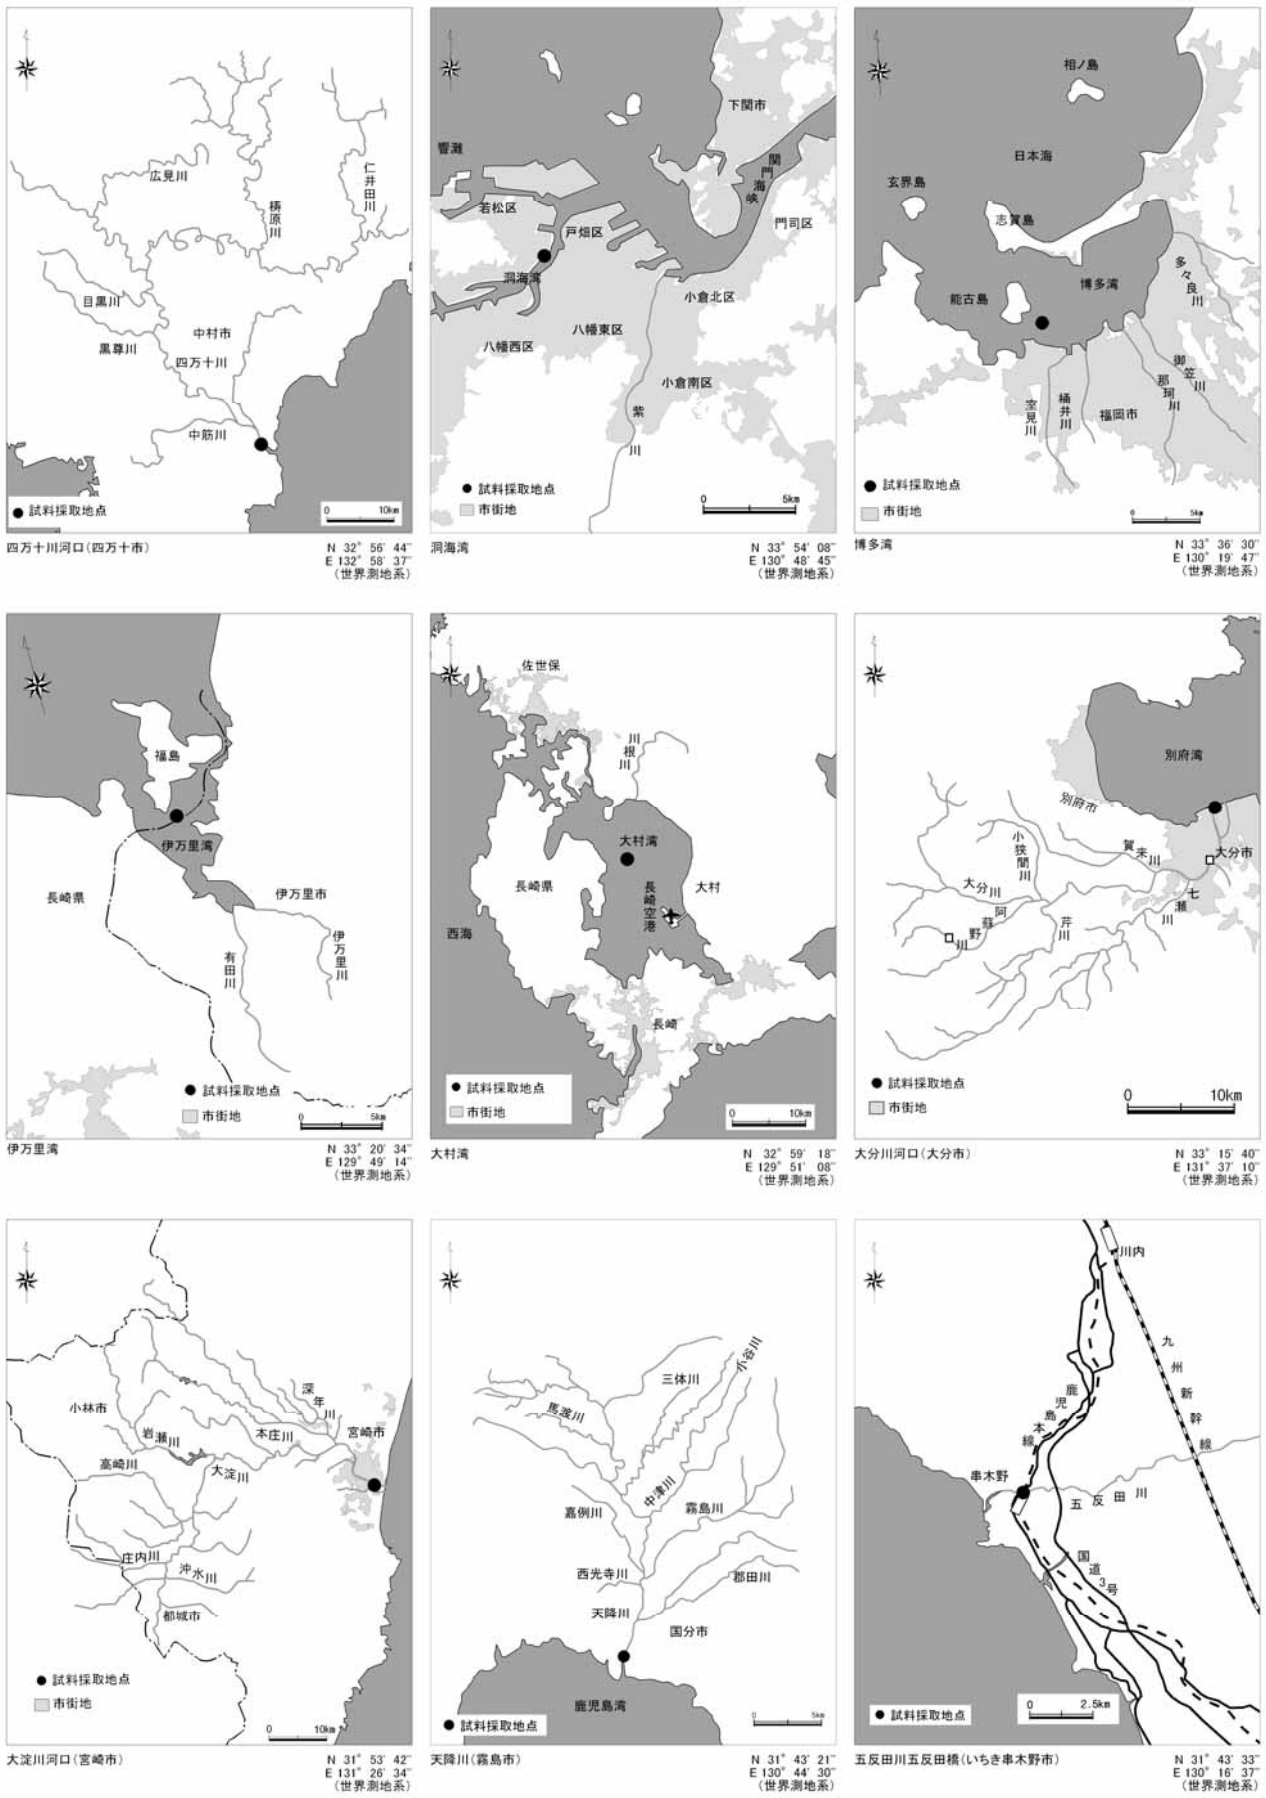 広見川
梼原川
仁井田川
目黒川
黒尊川
中村市
四万十川
中筋川
試料採取地点
0 10km
四万十川河口(四万十市)
N 32° 56′ 44″
E 132° 58′ 37″
(世界測地系)
下関市
響灘
関門海峡
若松区
戸畑区
門司区
洞海湾
小倉北区
八幡東区
八幡西区
小倉南区
紫川
試料採取地点
市街地
0 5km
洞海湾
N 33° 54′ 08″
E 130° 48′ 45″
(世界測地系)
相ノ島
日本海
玄界島
志賀島
多々良川
博多湾
能古島
御笠川
那珂川
室見川
樋井川
福岡市
試料採取地点
市街地
0 5km
博多湾
N 33° 36′ 30″
E 130° 19′ 47″
(世界測地系)
福島
伊万里湾
長崎県
伊万里市
伊万里川
有田川
試料採取地点
市街地
0 5km
伊万里湾
N 33° 20′ 34″
E 129° 49′ 14″
(世界測地系)
佐世保
川根川
大村湾
長崎県
長崎空港
大村
西海
長崎
試料採取地点
市街地
0 10km
大村湾
N 32° 59′ 18″
E 129° 51′ 08″
(世界測地系)
別府湾
別府市
小狭間川
賀来川
大分市
大分川
七瀬川
阿蘇野川
芹川
試料採取地点
市街地
0 10km
大分川河口(大分市)
N 33° 15′ 40″
E 131° 37′ 10″
(世界測地系)
深年川
小林市
岩瀬川
本庄川
宮崎市
高崎川
大淀川
庄内川
沖水川
都城市
試料採取地点
市街地
0 10km
大淀川河口(宮崎市)
N 31° 53′ 42″
E 131° 26′ 34″
(世界測地系)
小谷川
三体川
馬渡川
中津川
嘉例川
霧島川
西光寺川
郡田川
天降川
国分市
鹿児島湾
試料採取地点
0 5km
天降川(霧島市)
N 31° 43′ 21″
E 130° 44′ 30″
(世界測地系)
川内
九州新幹線
鹿児島本線
串木野
五反田川
国道3号
0 2.5km
試料採取地点
五反田川五反田橋(いちき串木野市)
N 31° 43′ 33″
E 130° 16′ 37″
(世界測地系)